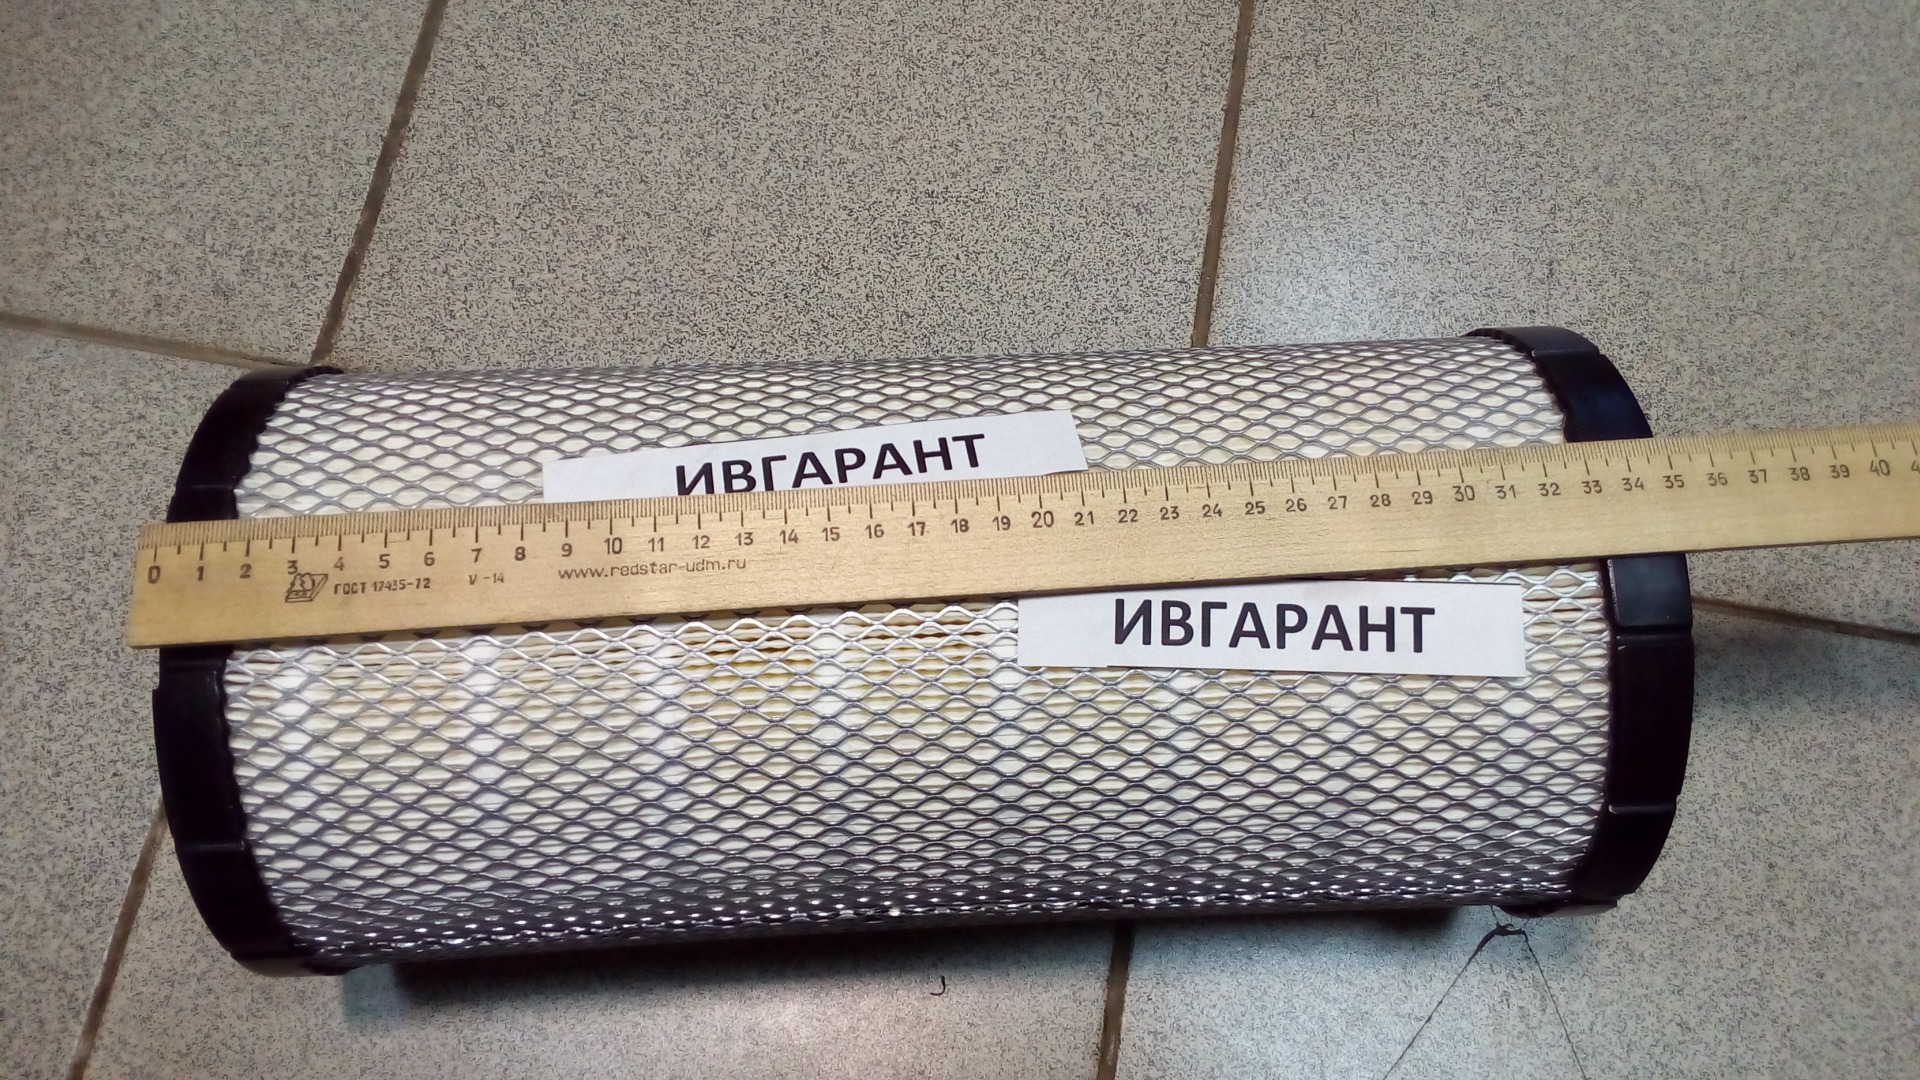 ИВГАРАНТ
0 1 2 3 4 5 6 7 8 9 10 11 12 13 14 15 16 17 18 19 20 21 22 23 24 25 26 27 28 29 30 31 32 33 34 35 36 37 38 39 40
ГОСТ 17435-72 V-14 www.redstar-udm.ru
ИВГАРАНТ